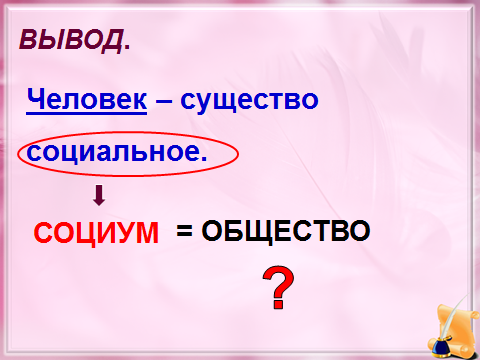 ВЫВОД.
Человек – существо
социальное.
СОЦИУМ = ОБЩЕСТВО
?